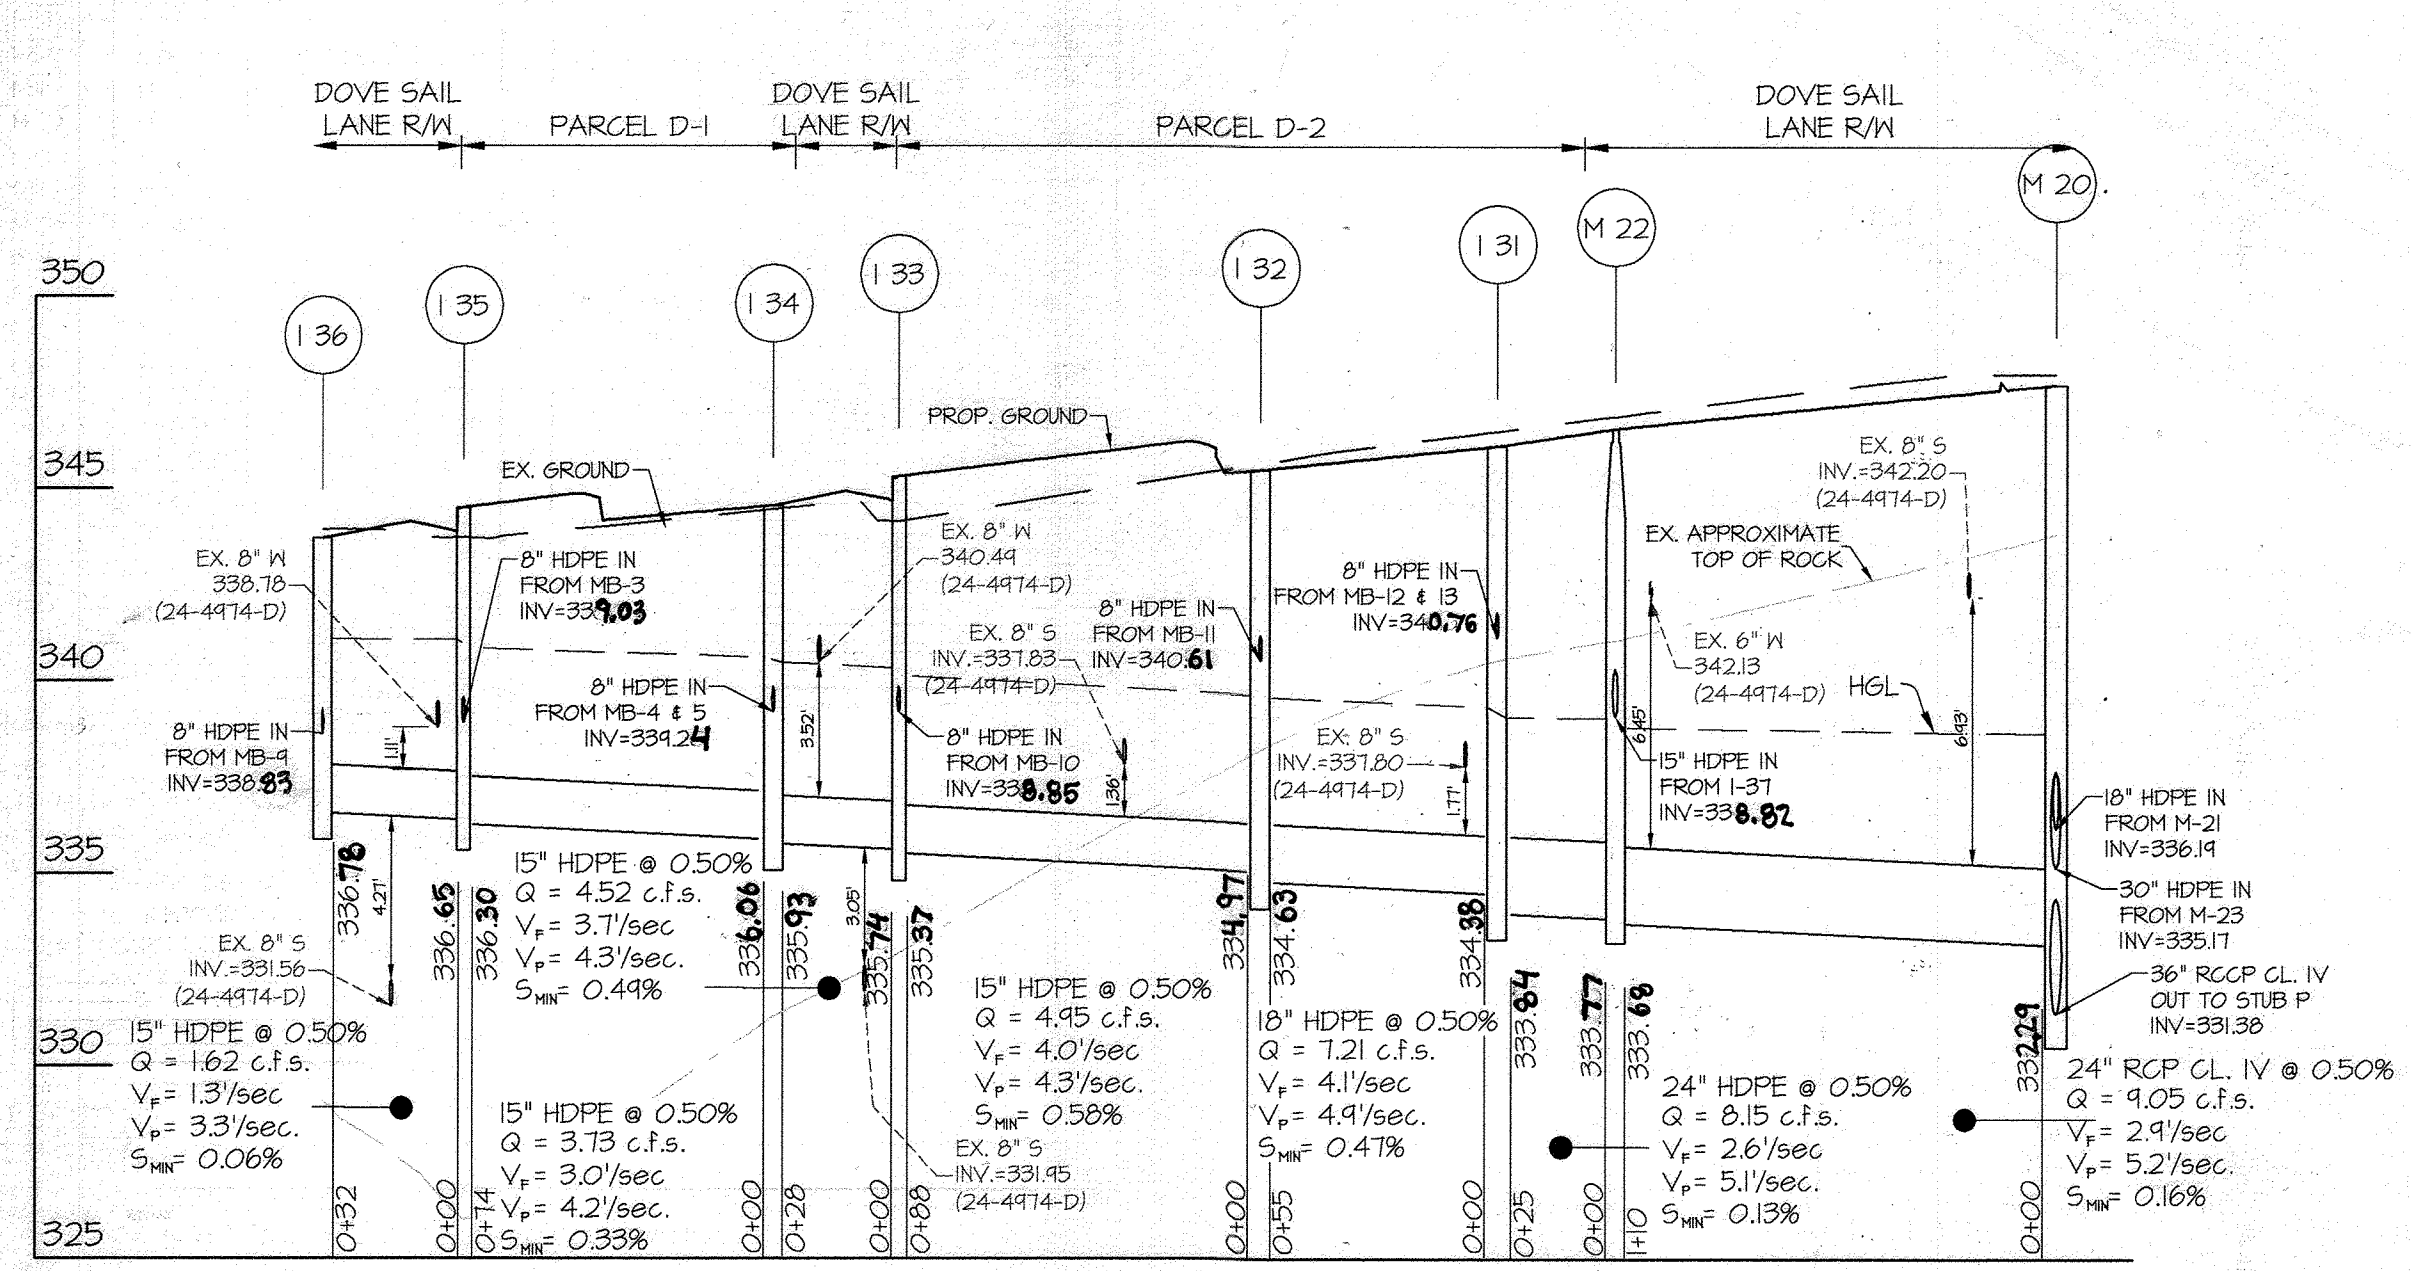 DOVE SAIL
LANE R/W
PARCEL D-1
DOVE SAIL
LANE R/W
PARCEL D-2
DOVE SAIL
LANE R/W
I 36
I 35
I 34
I 33
I 32
I 31
M 22
M 20
350
345
340
335
330
325
PROP. GROUND
EX. GROUND
EX. 8" W
338.78
(24-4974-D)
8" HDPE IN
FROM MB-3
INV=339.03
EX. 8" W
340.49
(24-4974-D)
EX. 8" S
INV.=337.83
(24-4974-D)
8" HDPE IN
FROM MB-11
INV=340.61
8" HDPE IN
FROM MB-12 & 13
INV=340.76
EX. 8" S
INV.=342.20
(24-4974-D)
EX. APPROXIMATE
TOP OF ROCK
EX. 6" W
342.13
(24-4974-D)
HGL
8" HDPE IN
FROM MB-9
INV=338.83
1.11'
8" HDPE IN
FROM MB-4 & 5
INV=339.24
3.52'
8" HDPE IN
FROM MB-10
INV=338.85
1.36'
EX. 8" S
INV.=337.80
(24-4974-D)
1.77'
6.45'
15" HDPE IN
FROM I-37
INV=338.82
6.93'
18" HDPE IN
FROM M-21
INV=336.19
30" HDPE IN
FROM M-23
INV=335.17
36" RCCP CL. IV
OUT TO STUB P
INV=331.38
336.78
4.27'
336.65
336.30
336.06
335.93
3.05'
335.74
335.37
334.97
334.63
334.38
333.84
333.77
333.68
332.29
EX. 8" S
INV.=331.56
(24-4974-D)
15" HDPE @ 0.50%
Q = 1.62 c.f.s.
VF= 1.3'/sec
VP= 3.3'/sec.
SMIN= 0.06%
15" HDPE @ 0.50%
Q = 4.52 c.f.s.
VF= 3.7'/sec
VP= 4.3'/sec.
SMIN= 0.49%
15" HDPE @ 0.50%
Q = 3.73 c.f.s.
VF= 3.0'/sec
VP= 4.2'/sec.
SMIN= 0.33%
15" HDPE @ 0.50%
Q = 4.95 c.f.s.
VF= 4.0'/sec
VP= 4.3'/sec.
SMIN= 0.58%
EX. 8" S
INV.=331.95
(24-4974-D)
18" HDPE @ 0.50%
Q = 7.21 c.f.s.
VF= 4.1'/sec
VP= 4.9'/sec.
SMIN= 0.47%
24" HDPE @ 0.50%
Q = 8.15 c.f.s.
VF= 2.6'/sec
VP= 5.1'/sec.
SMIN= 0.13%
24" RCP CL. IV @ 0.50%
Q = 9.05 c.f.s.
VF= 2.9'/sec
VP= 5.2'/sec.
SMIN= 0.16%
0+32
0+00
0+74
0+00
0+28
0+00
0+88
0+00
0+55
0+00
0+25
0+00
1+10
0+00